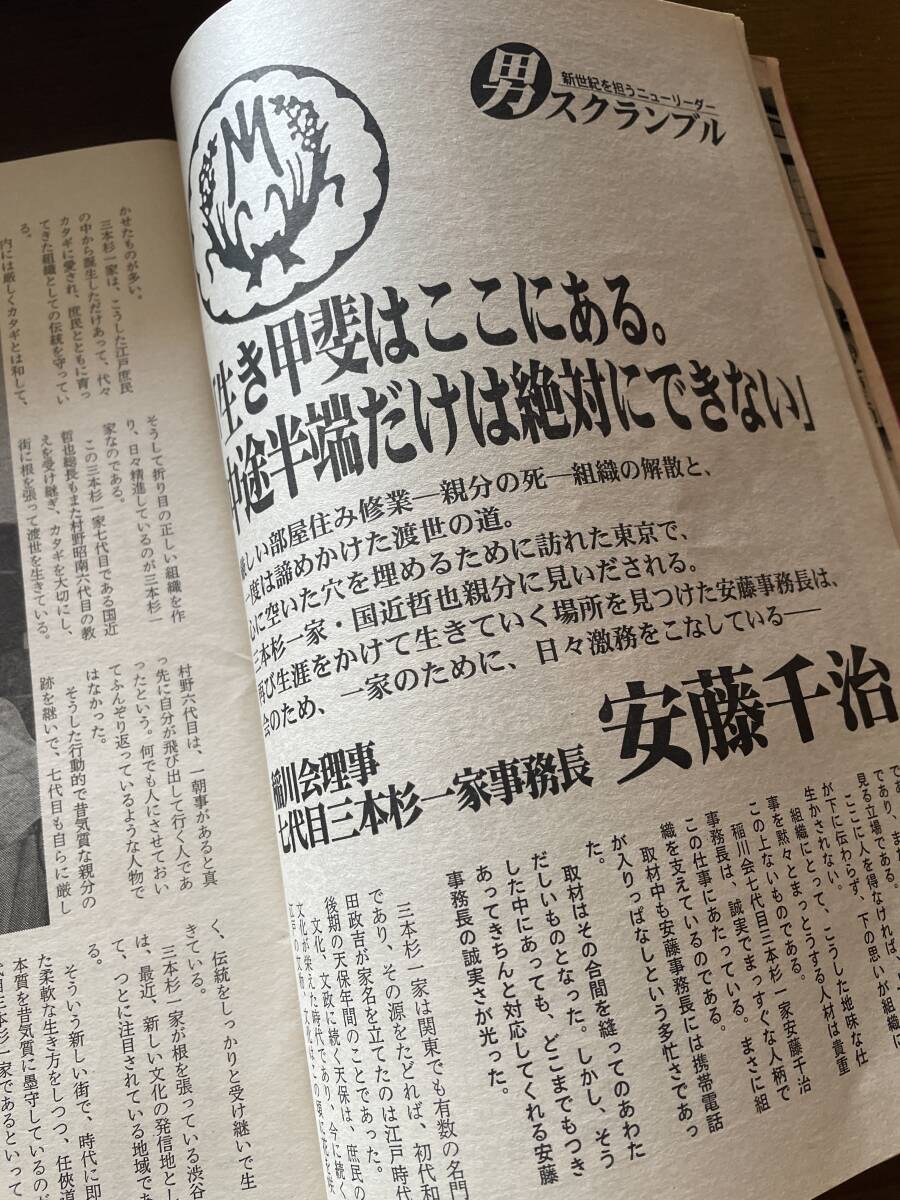 新世紀を担うニューリーダー
男スクランブル
生き甲斐はここにある。
中途半端だけは絶対にできない」
しい部屋住み修業―親分の死―組織の解散と、
一度は諦めかけた渡世の道。
心に空いた穴を埋めるために訪れた東京で、
三本杉一家・国近哲也親分に見いだされる。
再び生涯をかけて生きていく場所を見つけた安藤事務長は、
会のため、一家のために、日々激務をこなしている――
稲川会理事
七代目三本杉一家事務長
安藤千治
であり、また
見る立場である。
ここに人を得なければ、上
が下に伝わらず、下の思いが組織に
生かされない。
組織にとって、こうした地味な仕
事を黙々とまっとうする人材は貴重
この上ないものである。
稲川会七代目三本杉一家安藤千治
事務長は、誠実でまっすぐな人柄で
この仕事にあたっている。まさに組
織を支えているのである。
取材中も安藤事務長には携帯電話
が入りっぱなしという多忙さであっ
た。
取材はその合間を縫ってのあわた
だしいものとなった。しかし、そう
した中にあっても、どこまでもつき
あってきちんと対応してくれる安藤
事務長の誠実さが光った。
三本杉一家は関東でも有数の名門
であり、その源をたどれば、初代和
田政吉が家名を立てたのは江戸時代
後期の天保年間のことであった。
文化、文政に続く天保は、庶民の
文化が栄えた時代であり、今に続く
かせたものが多い。
三本杉一家は、こうした江戸庶民
の中から誕生しただけあって、代々
カタギに愛され、庶民とともに育っ
てきた組織としての伝統を守ってい
る。
内には厳しくカタギとは和して、
そうして折り目の正しい組織を作
り、日々精進しているのが三本杉一
家なのである。
この三本杉一家七代目である国近
哲也総長もまた村野昭南六代目の教
えを受け継ぎ、カタギを大切にし、
街に根を張って渡世を生きている。
村野六代目は、一朝事があると真
っ先に自分が飛び出して行く人であ
ったという。何でも人にさせておい
てふんぞり返っているような人物で
はなかった。
そうした行動的で昔気質な親分の
跡を継いで、七代目も自らに厳し
く、伝統をしっかりと受け継いで生
きている。
三本杉一家が根を張っている渋谷
は、最近、新しい文化の発信地とし
て、つとに注目されている地域であ
る。
そういう新しい街で、時代に即
た柔軟な生き方をしつつ、任俠道
本質を昔気質に墨守しているのが
代目三本杉一家であるといって